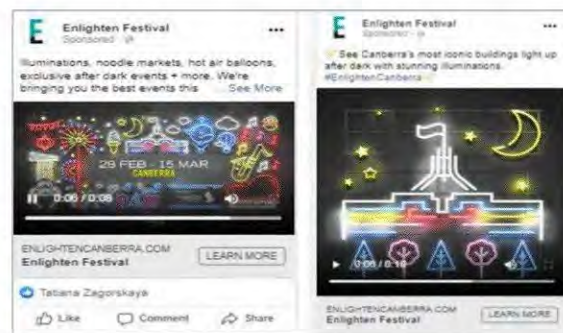 Enlighten Festival
Sponsored
Illuminations, noodle markets, hot air balloons,
exclusive after dark events + more. We're
bringing you the best events this See More
29 FEB - 15 MAR
CANBERRA
0:06 / 0:08
ENLIGHTENCANBERRA.COM
Enlighten Festival
LEARN MORE
Tatiana Zagorskaya
Like Comment Share
Enlighten Festival
Sponsored
See Canberra's most iconic buildings light up
after dark with stunning illuminations.
#EnlightenCanberra
ENLIGHTENCANBERRA.COM
Enlighten Festival
LEARN MORE